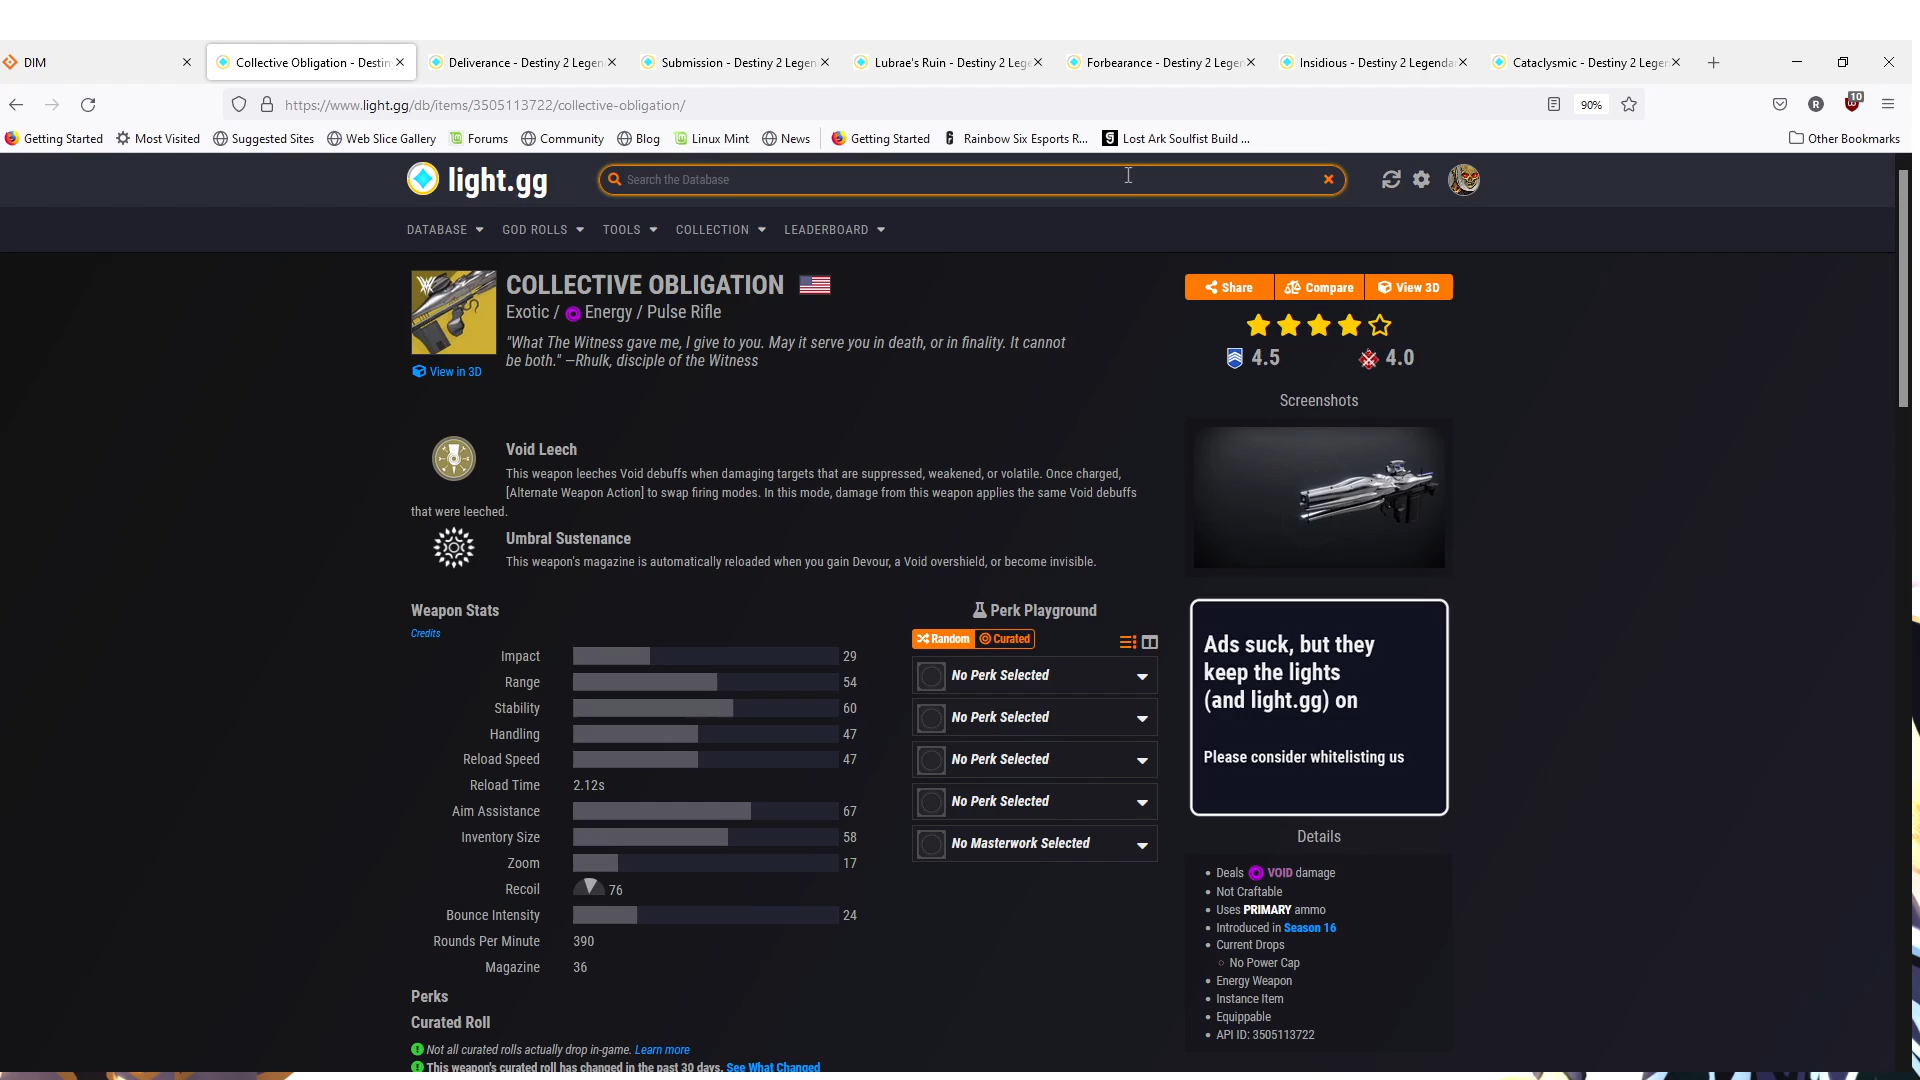 DIM
Collective Obligation - Destin
Deliverance - Destiny 2 Legen
Submission - Destiny 2 Legen
Lubrae's Ruin - Destiny 2 Lege
Forbearance - Destiny 2 Legen
Insidious - Destiny 2 Legenda
Cataclysmic - Destiny 2 Legen
https://www.light.gg/db/items/3505113722/collective-obligation/
90%
R
10
Getting Started
Most Visited
Suggested Sites
Web Slice Gallery
Forums
Community
Blog
Linux Mint
News
Getting Started
Rainbow Six Esports R...
Lost Ark Soulfist Build ...
Other Bookmarks
light.gg
Search the Database
DATABASE
GOD ROLLS
TOOLS
COLLECTION
LEADERBOARD
COLLECTIVE OBLIGATION
Exotic / Energy / Pulse Rifle
"What The Witness gave me, I give to you. May it serve you in death, or in finality. It cannot
be both." —Rhulk, disciple of the Witness
View in 3D
Share
Compare
View 3D
4.5
4.0
Screenshots
Void Leech
This weapon leeches Void debuffs when damaging targets that are suppressed, weakened, or volatile. Once charged,
[Alternate Weapon Action] to swap firing modes. In this mode, damage from this weapon applies the same Void debuffs
that were leeched.
Umbral Sustenance
This weapon's magazine is automatically reloaded when you gain Devour, a Void overshield, or become invisible.
Weapon Stats
Credits
Impact 29
Range 54
Stability 60
Handling 47
Reload Speed 47
Reload Time 2.12s
Aim Assistance 67
Inventory Size 58
Zoom 17
Recoil 76
Bounce Intensity 24
Rounds Per Minute 390
Magazine 36
Perk Playground
Random
Curated
No Perk Selected
No Perk Selected
No Perk Selected
No Perk Selected
No Masterwork Selected
Ads suck, but they
keep the lights
(and light.gg) on
Please consider whitelisting us
Details
Deals VOID damage
Not Craftable
Uses PRIMARY ammo
Introduced in Season 16
Current Drops
No Power Cap
Energy Weapon
Instance Item
Equippable
API ID: 3505113722
Perks
Curated Roll
Not all curated rolls actually drop in-game. Learn more
This weapon's curated roll has changed in the past 30 days. See What Changed